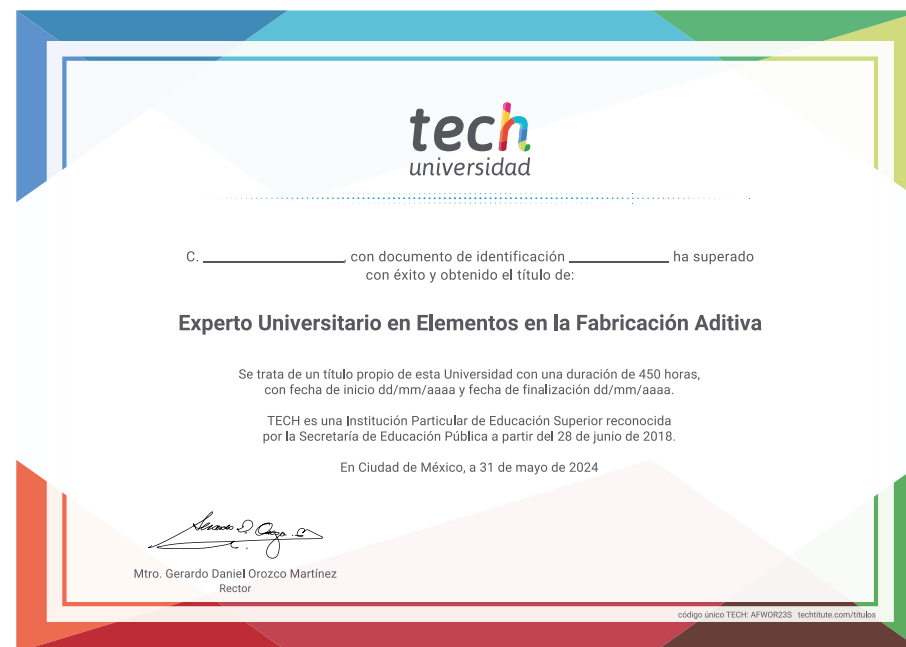 tech
universidad
C. ____________, con documento de identificación ____________ ha superado
con éxito y obtenido el título de:
Experto Universitario en Elementos en la Fabricación Aditiva
Se trata de un título propio de esta Universidad con una duración de 450 horas,
con fecha de inicio dd/mm/aaaa y fecha de finalización dd/mm/aaaa.
TECH es una Institución Particular de Educación Superior reconocida
por la Secretaría de Educación Pública a partir del 28 de junio de 2018.
En Ciudad de México, a 31 de mayo de 2024
Mtro. Gerardo Daniel Orozco Martínez
Rector
código único TECH: AFWOR23S techtitute.com/titulos